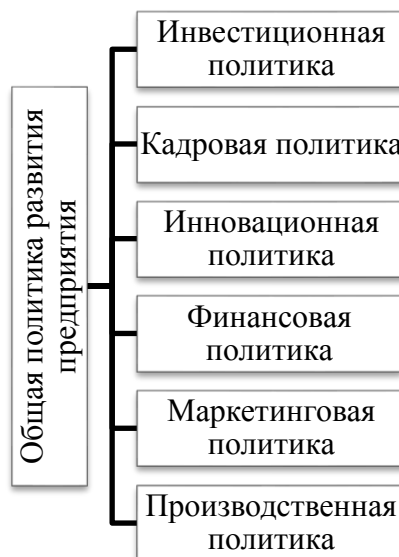 Общая политика развития
предприятия
Инвестиционная
политика
Кадровая политика
Инновационная
политика
Финансовая
политика
Маркетинговая
политика
Производственная
политика